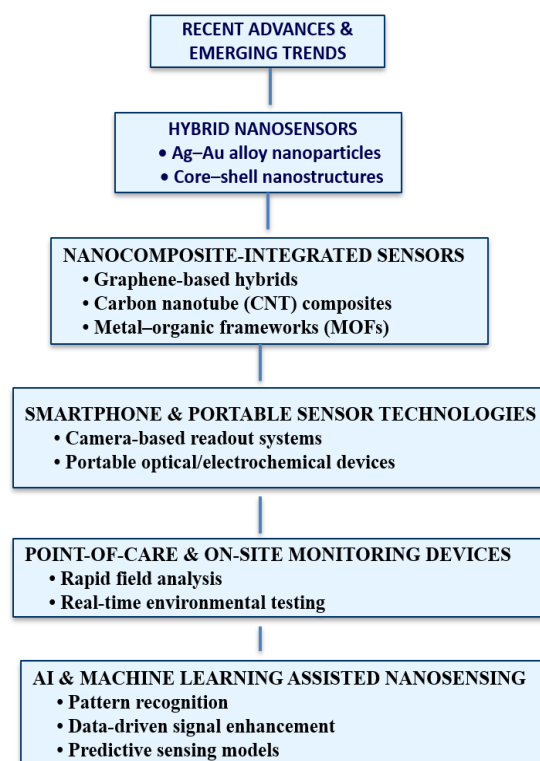 RECENT ADVANCES &
EMERGING TRENDS
HYBRID NANOSENSORS
• Ag–Au alloy nanoparticles
• Core–shell nanostructures
NANOCOMPOSITE-INTEGRATED SENSORS
• Graphene-based hybrids
• Carbon nanotube (CNT) composites
• Metal–organic frameworks (MOFs)
SMARTPHONE & PORTABLE SENSOR TECHNOLOGIES
• Camera-based readout systems
• Portable optical/electrochemical devices
POINT-OF-CARE & ON-SITE MONITORING DEVICES
• Rapid field analysis
• Real-time environmental testing
AI & MACHINE LEARNING ASSISTED NANOSENSING
• Pattern recognition
• Data-driven signal enhancement
• Predictive sensing models